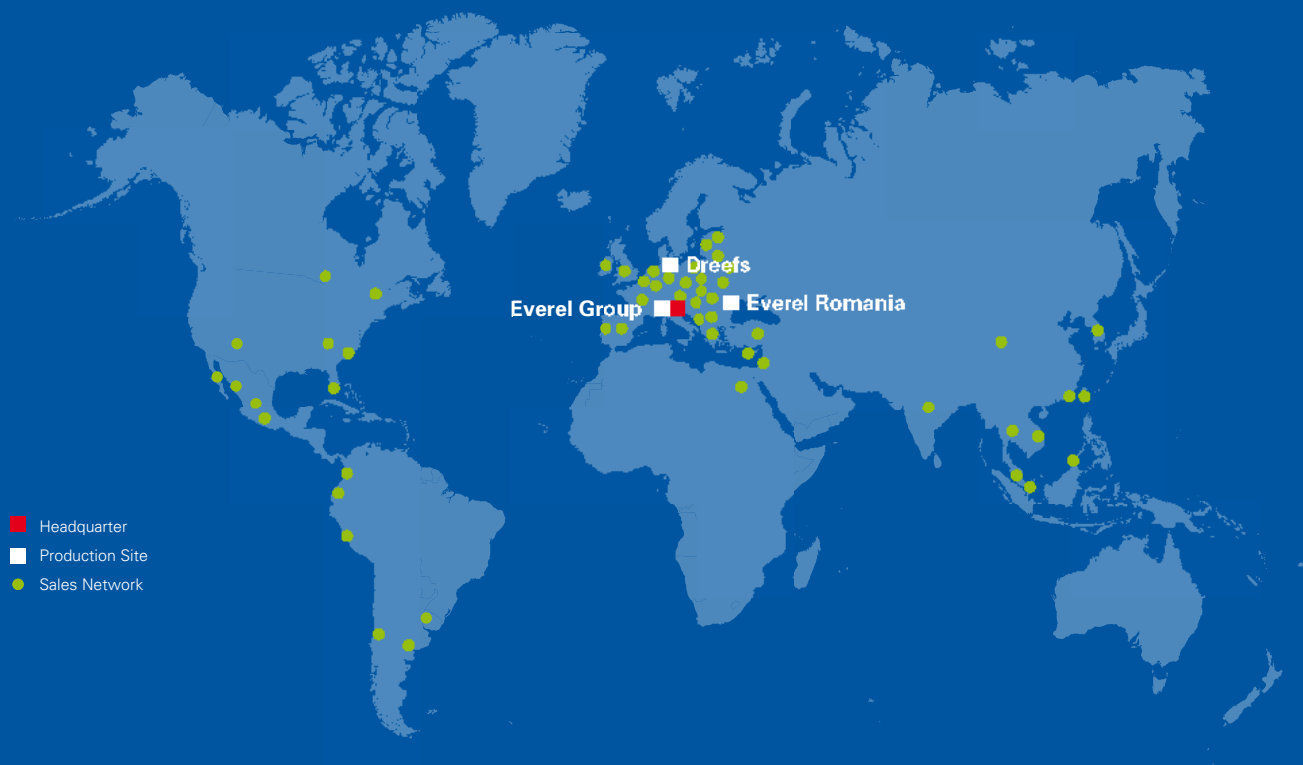 Dreefs
Everel Group
Everel Romania
Headquarter
Production Site
Sales Network